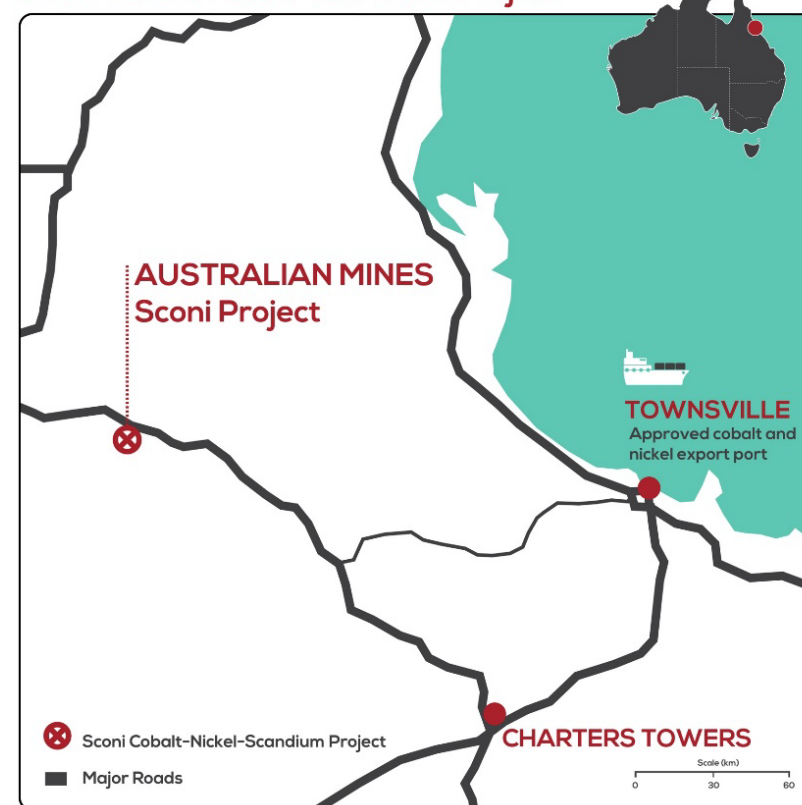 AUSTRALIAN MINES
Sconi Project
TOWNSVILLE
Approved cobalt and
nickel export port
CHARTERS TOWERS
Sconi Cobalt-Nickel-Scandium Project
Major Roads
Scale (km)
0 30 60